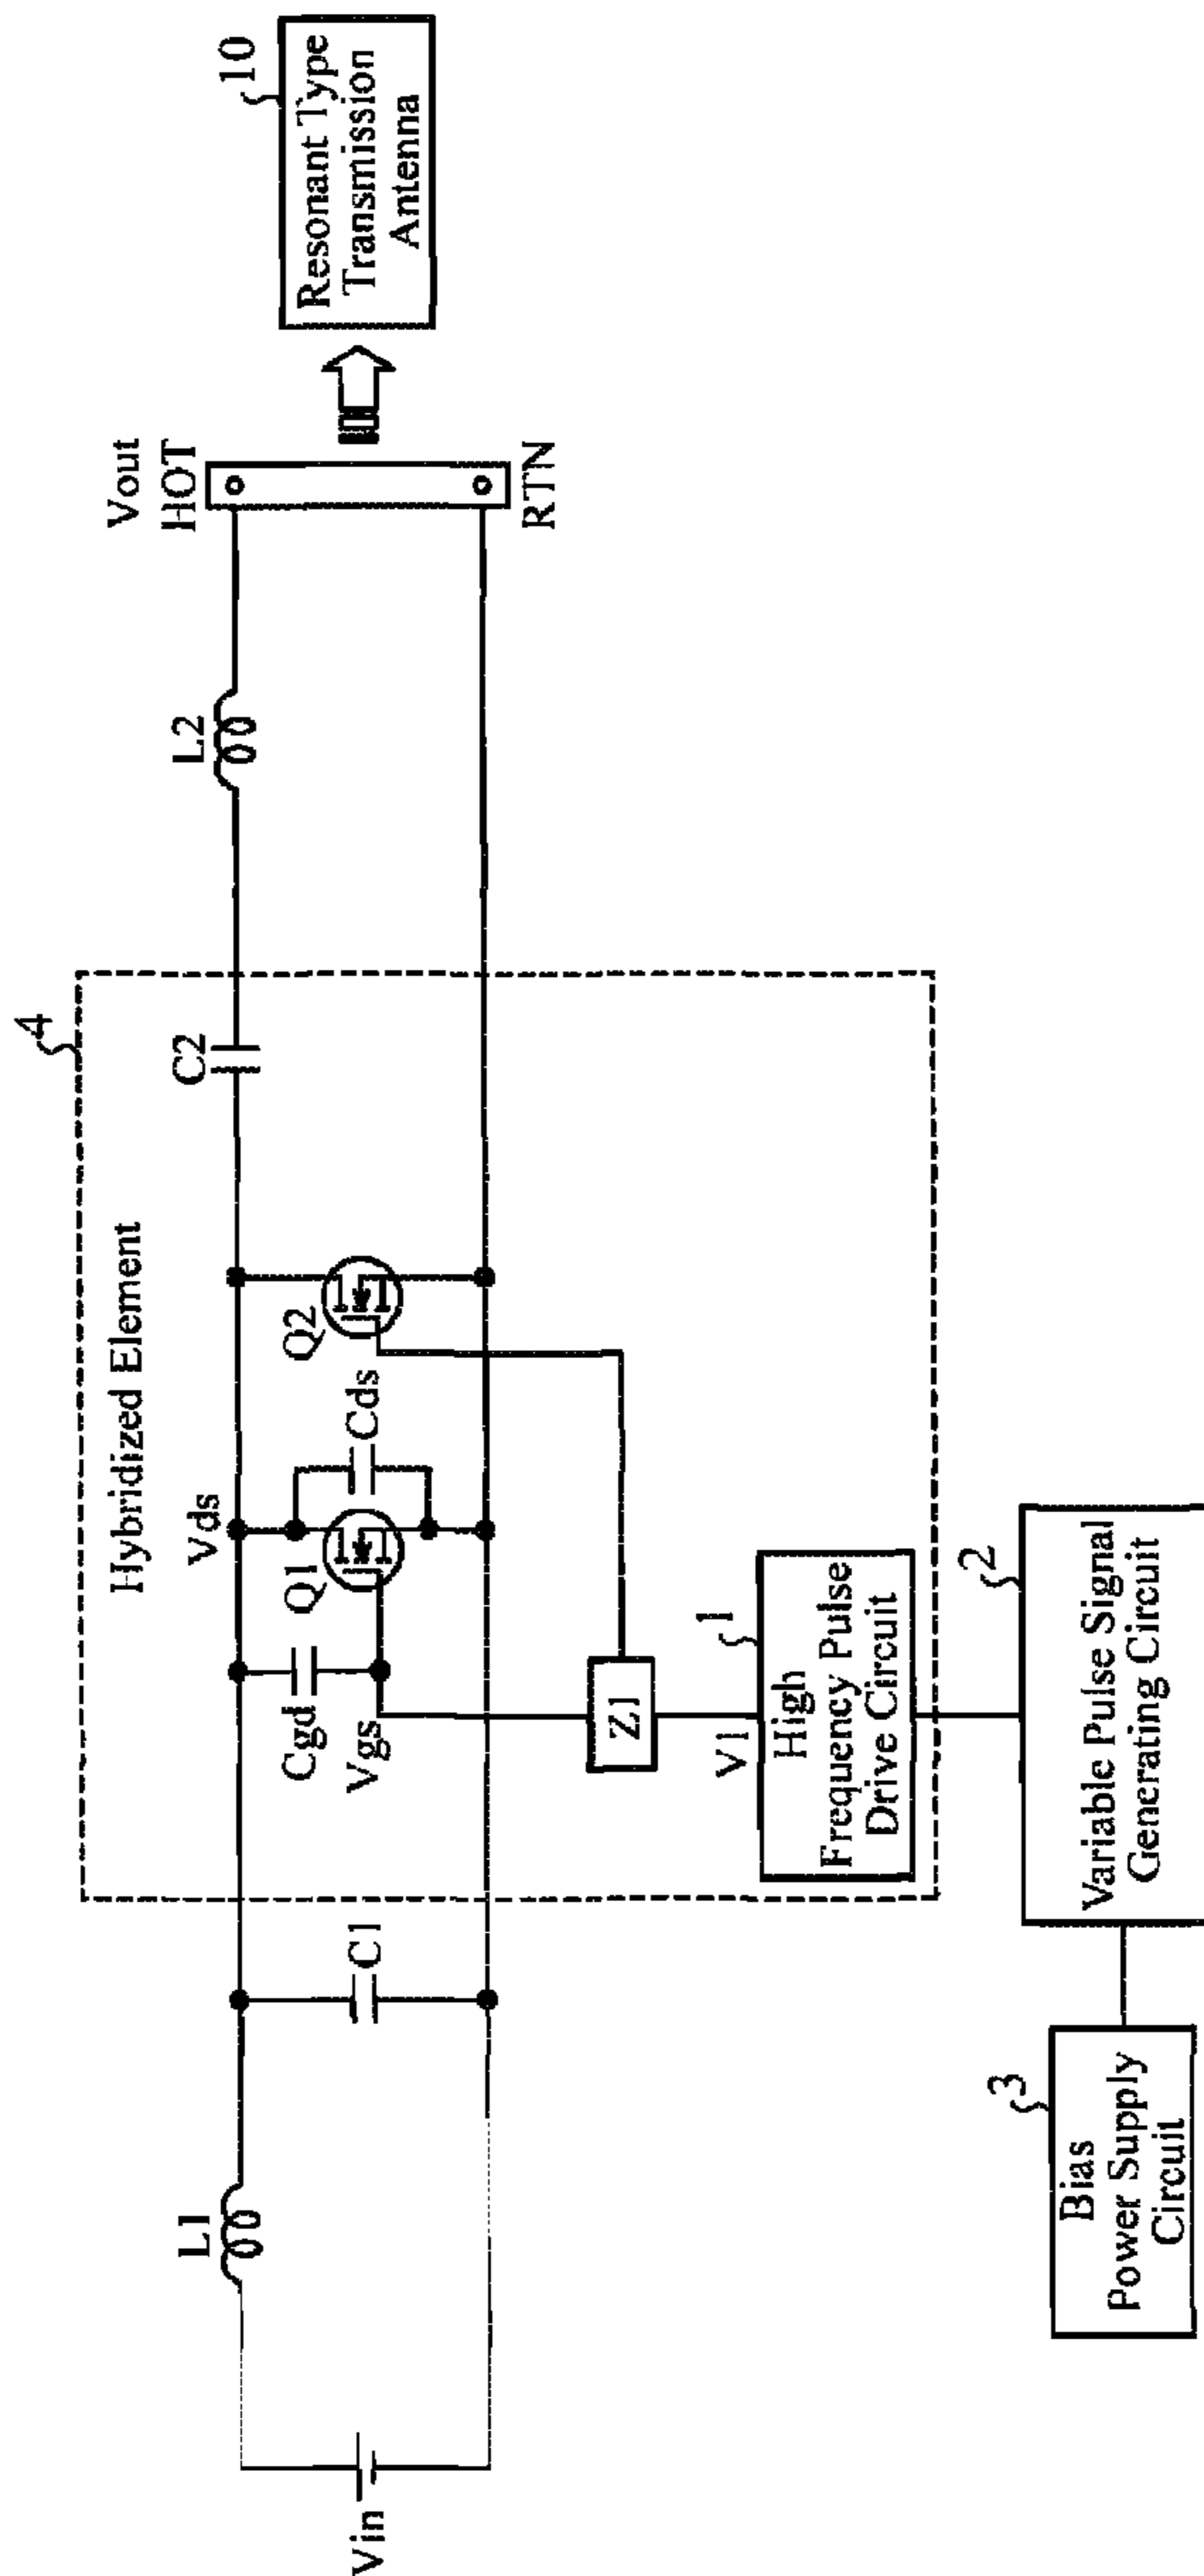 4
Hybridized Element
Vin
L1
C1
Cgd
Vgs
Vds
Q1
Cds
Q2
C2
L2
Vout
HOT
RTN
10
Resonant Type
Transmission
Antenna
Z1
V1
1
High
Frequency Pulse
Drive Circuit
2
Variable Pulse Signal
Generating Circuit
3
Bias
Power Supply
Circuit